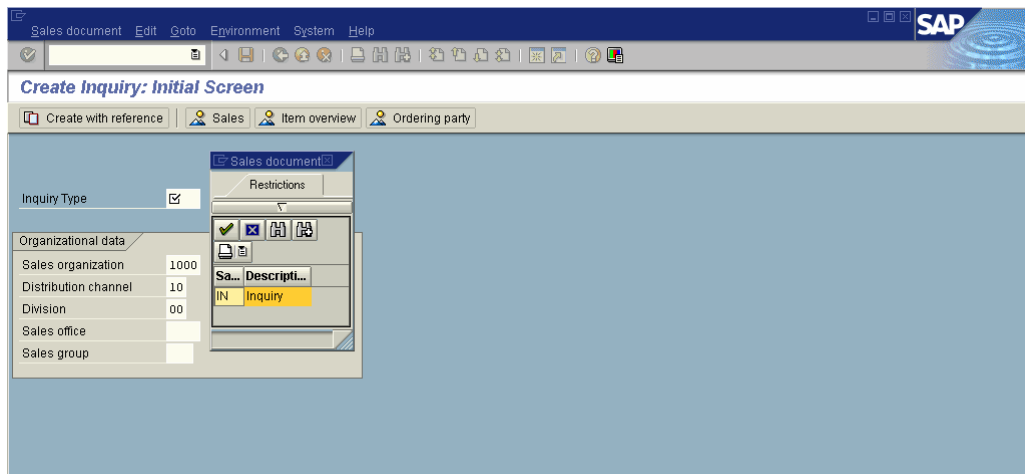 Sales document Edit Goto Environment System Help
SAP
Create Inquiry: Initial Screen
Create with reference Sales Item overview Ordering party
Sales document
Restrictions
Inquiry Type
Organizational data
Sales organization 1000
Distribution channel 10
Division 00
Sales office
Sales group
Sa... Descripti...
IN Inquiry